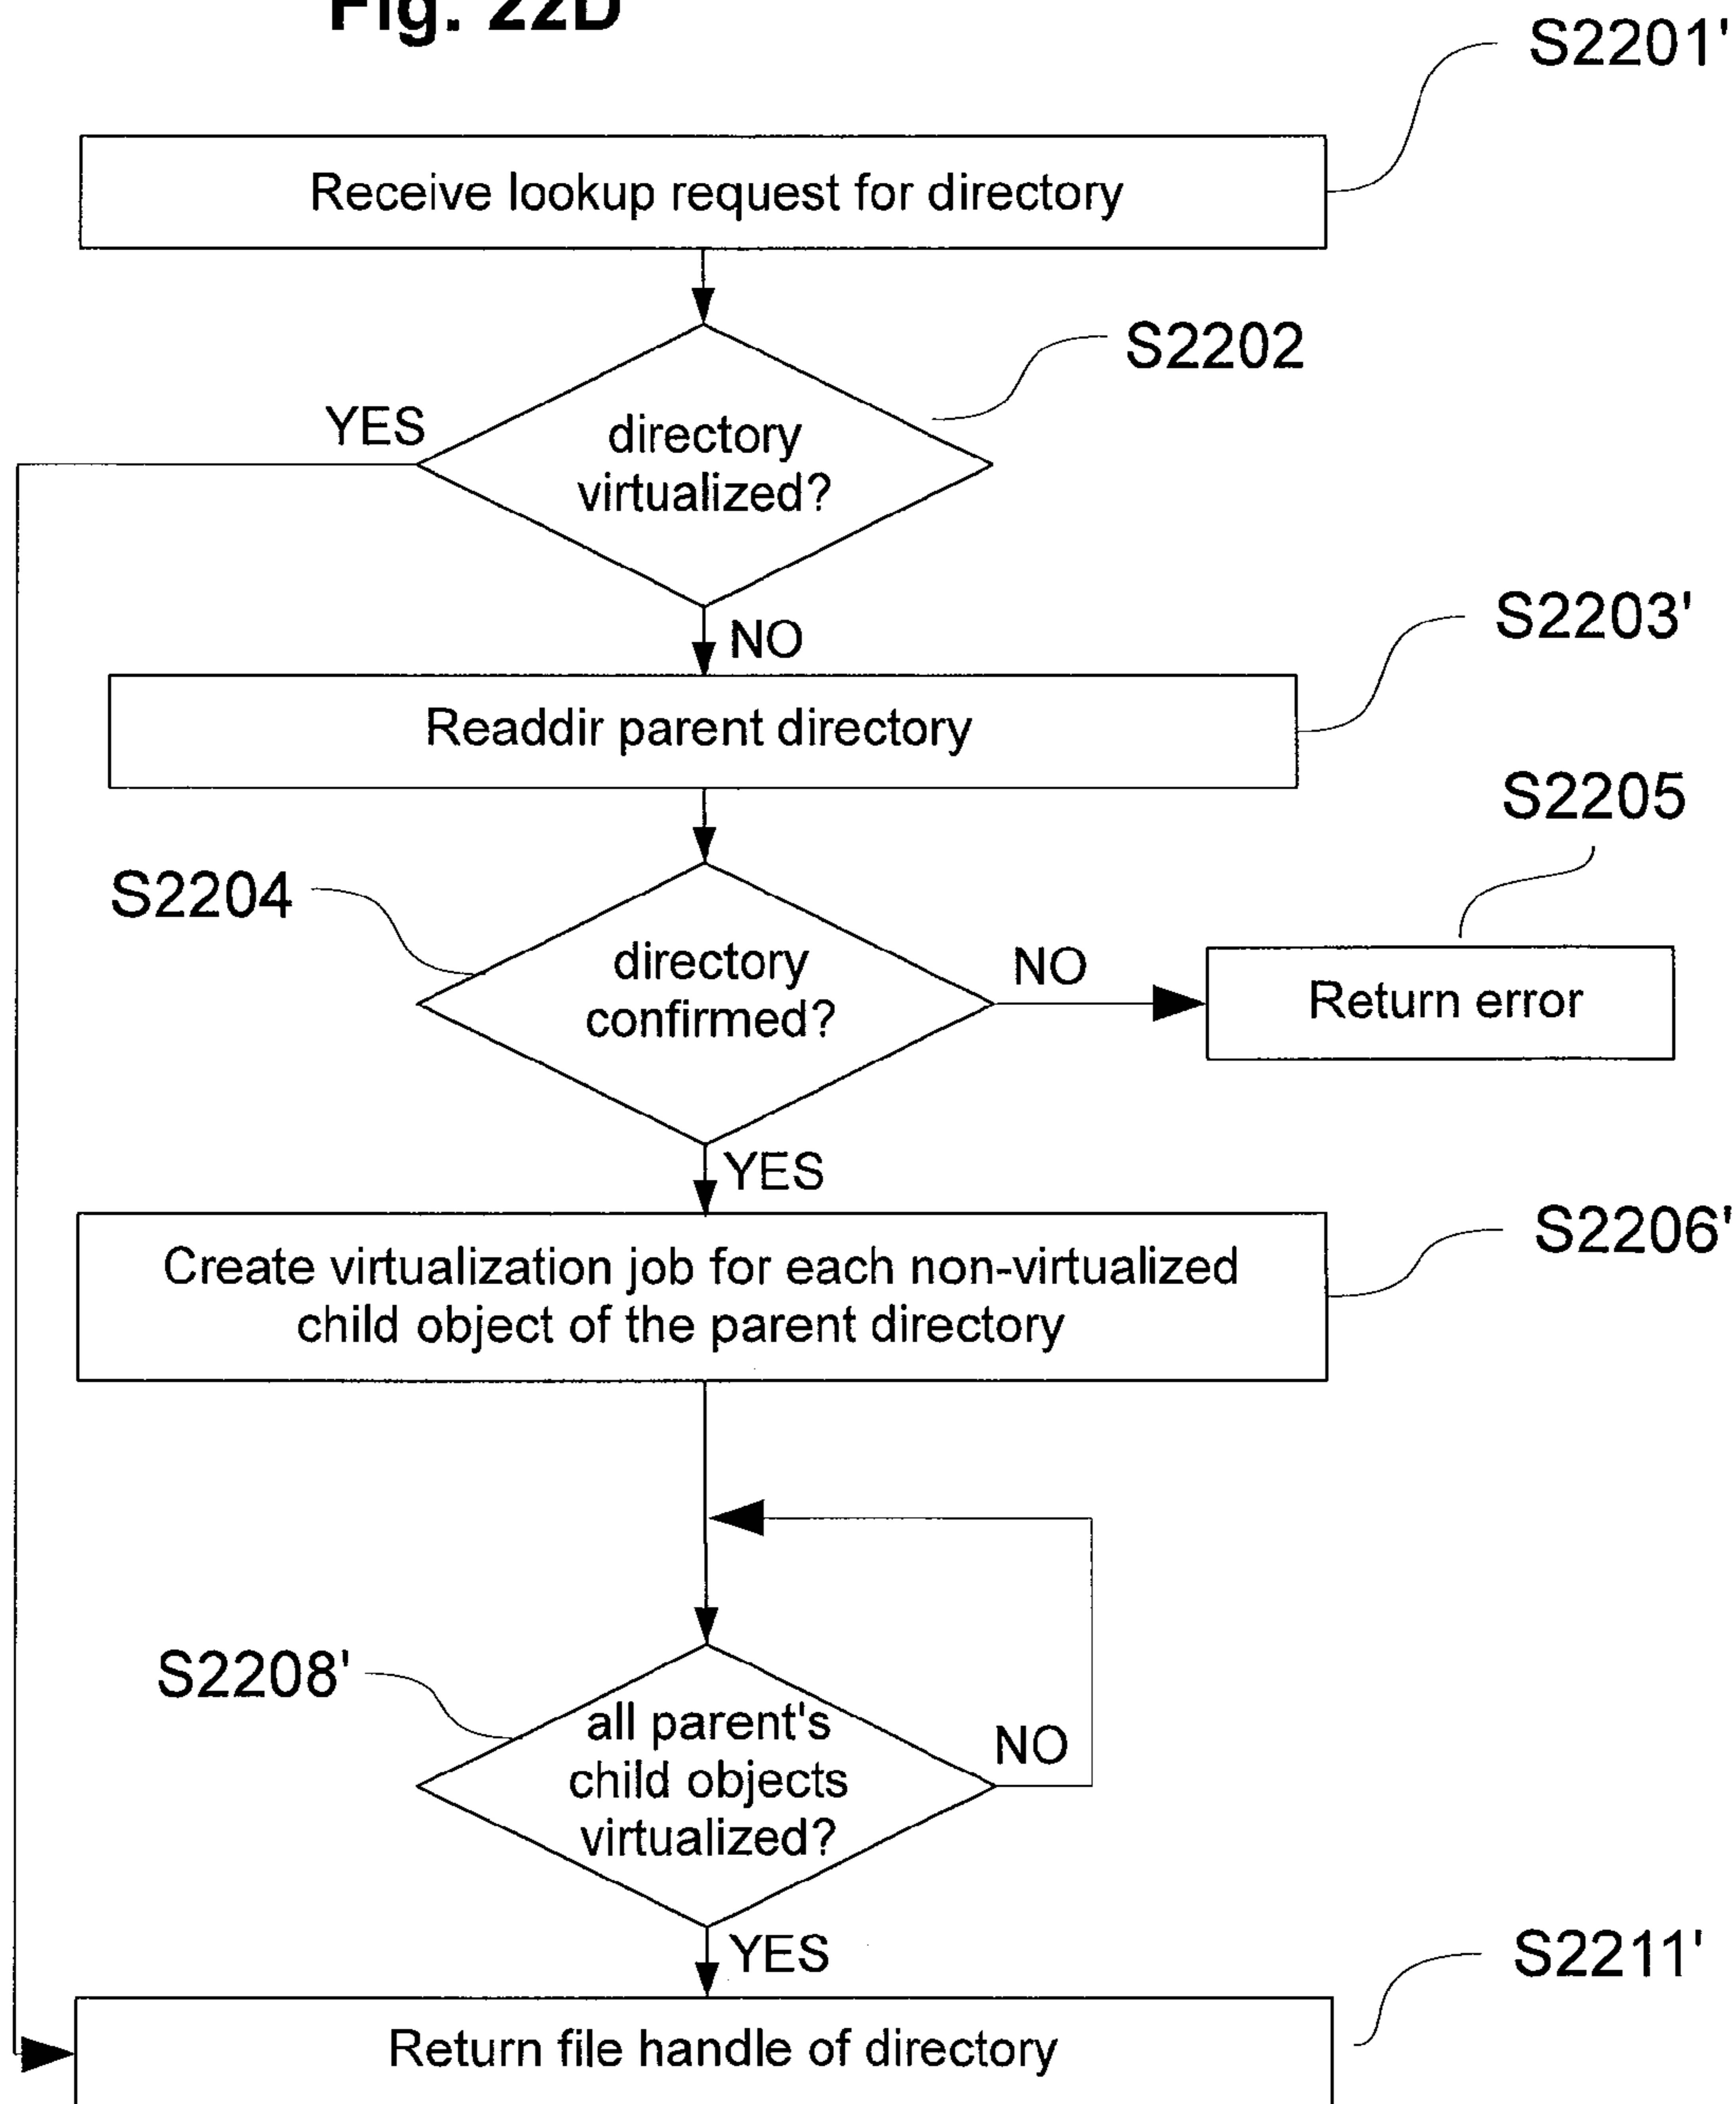 Fig. 22D
S2201'
Receive lookup request for directory
S2202
YES
directory
virtualized?
NO
S2203'
Readdir parent directory
S2205
S2204
directory
confirmed?
NO
Return error
YES
S2206'
Create virtualization job for each non-virtualized
child object of the parent directory
S2208'
all parent's
child objects
virtualized?
NO
YES
S2211'
Return file handle of directory